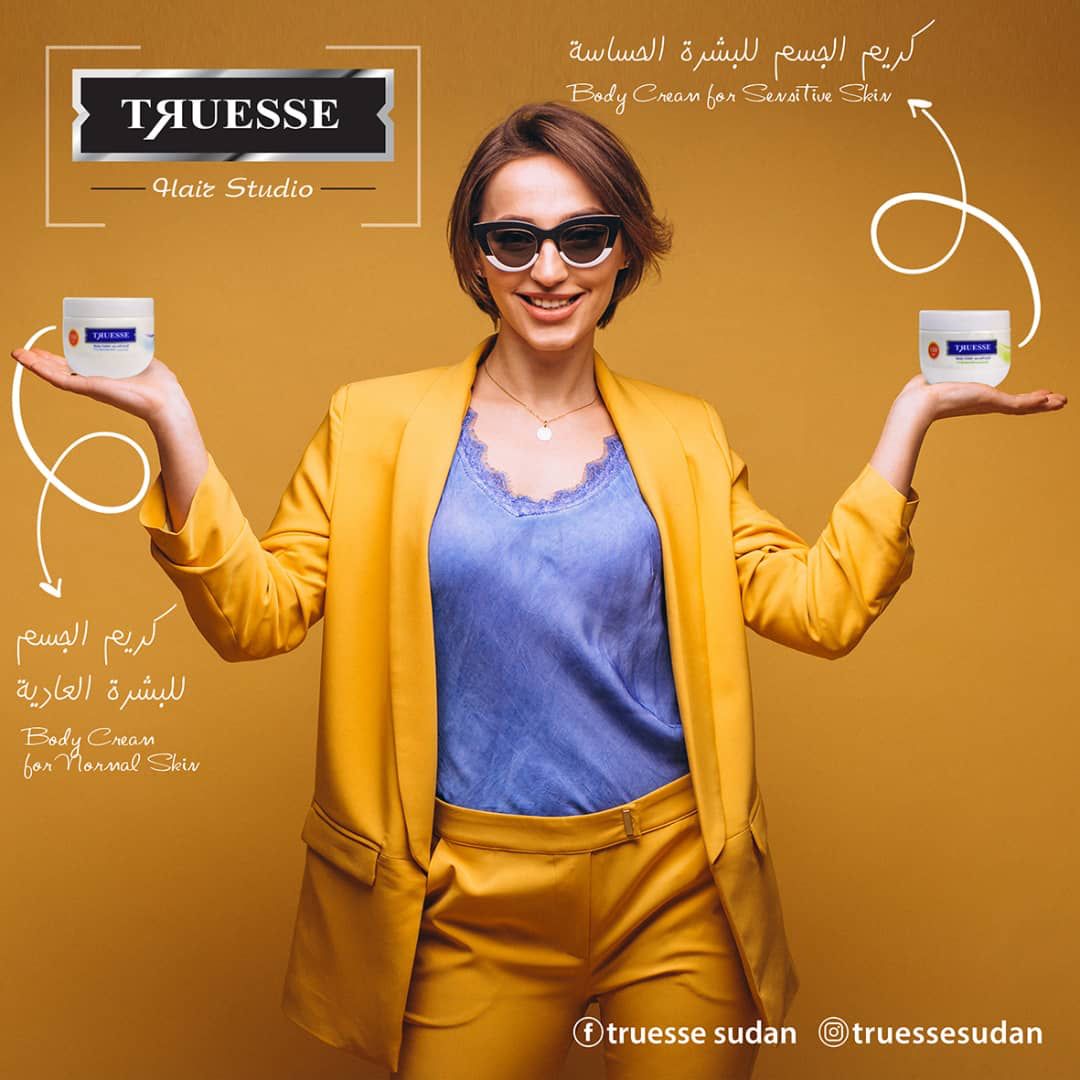 TRUESSE
Hair Studio
كريم الجسم للبشرة الحساسة
Body Cream for Sensitive Skin
TRUESSE
TRUESSE
كريم الجسم
للبشرة العادية
Body Cream
for Normal Skin
truesse sudan
truessesudan